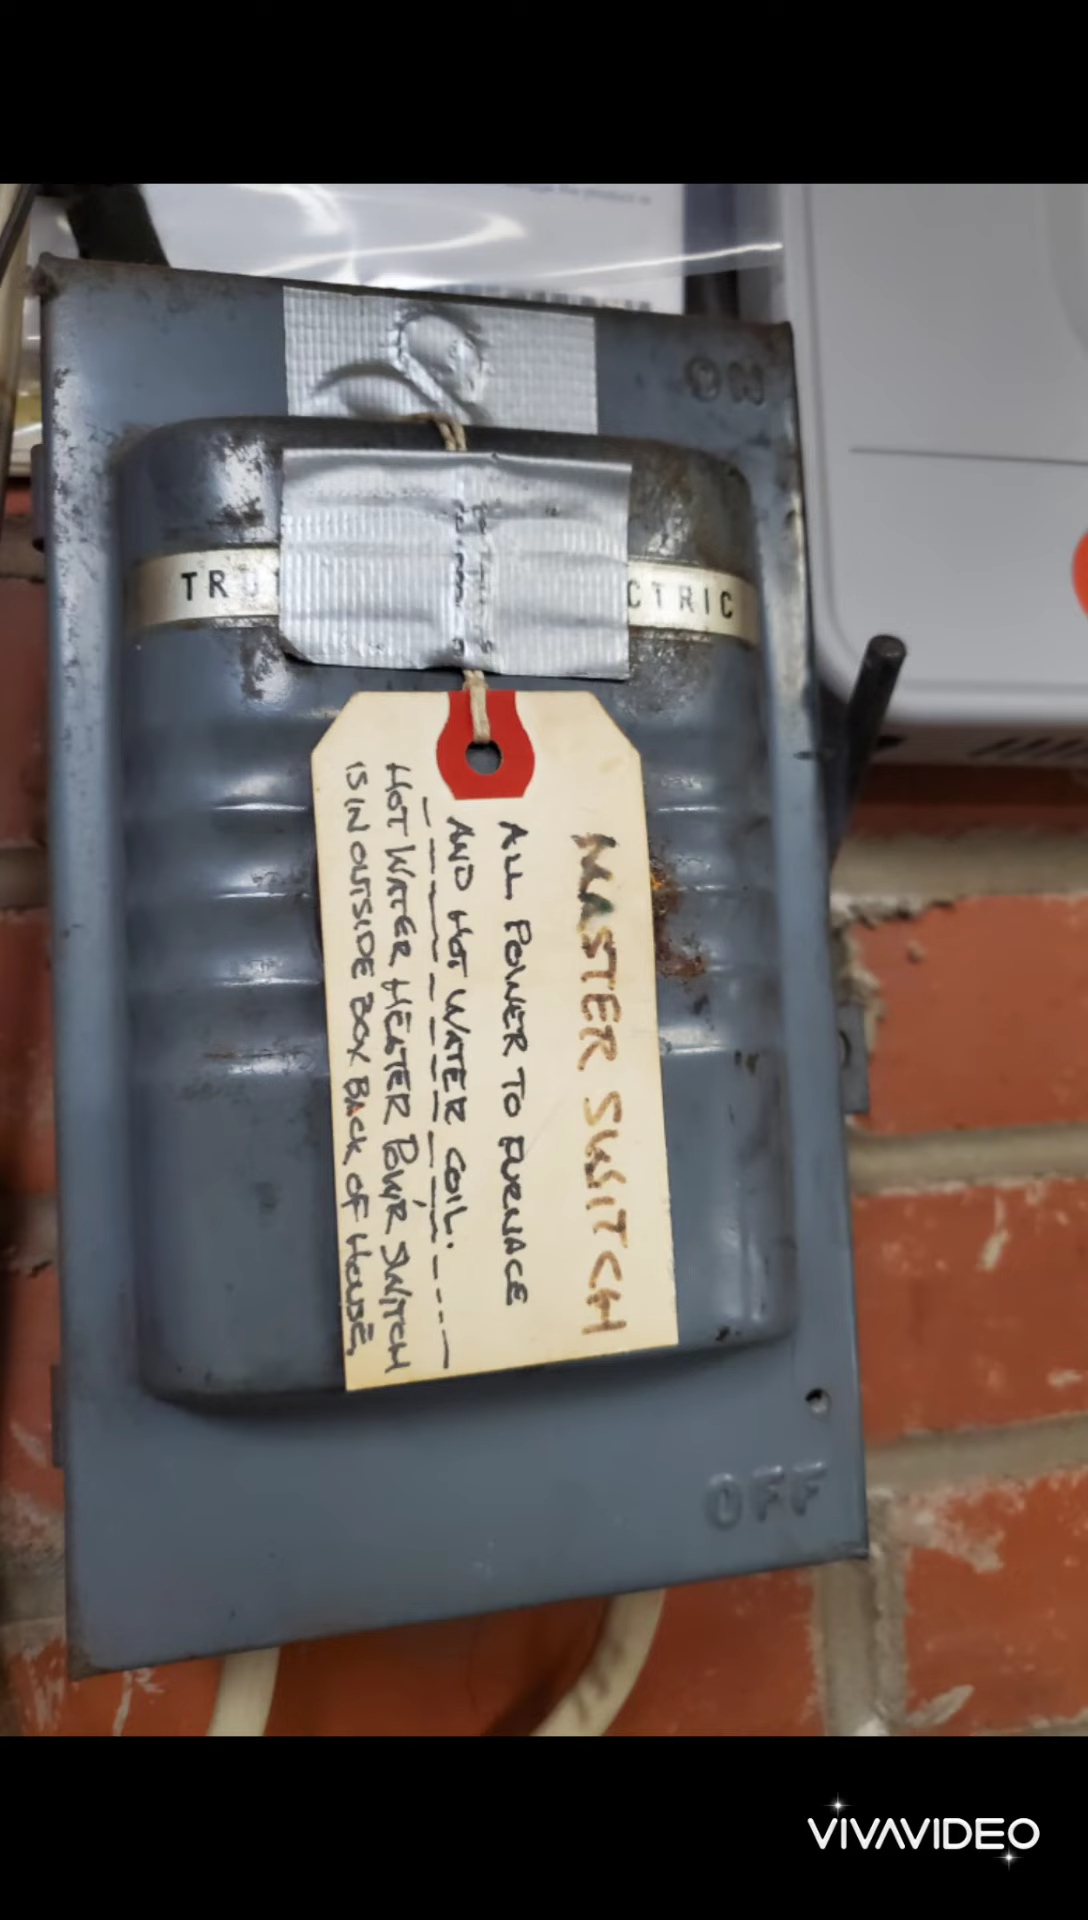 ON
TRU CTRIC
MASTER SWITCH
ALL POWER TO FURNACE
AND HOT WATER COIL.
HOT WATER HEATER POW'R SWITCH
IS IN OUTSIDE BOX BACK OF HOUSE.
OFF
VIVAVIDEO